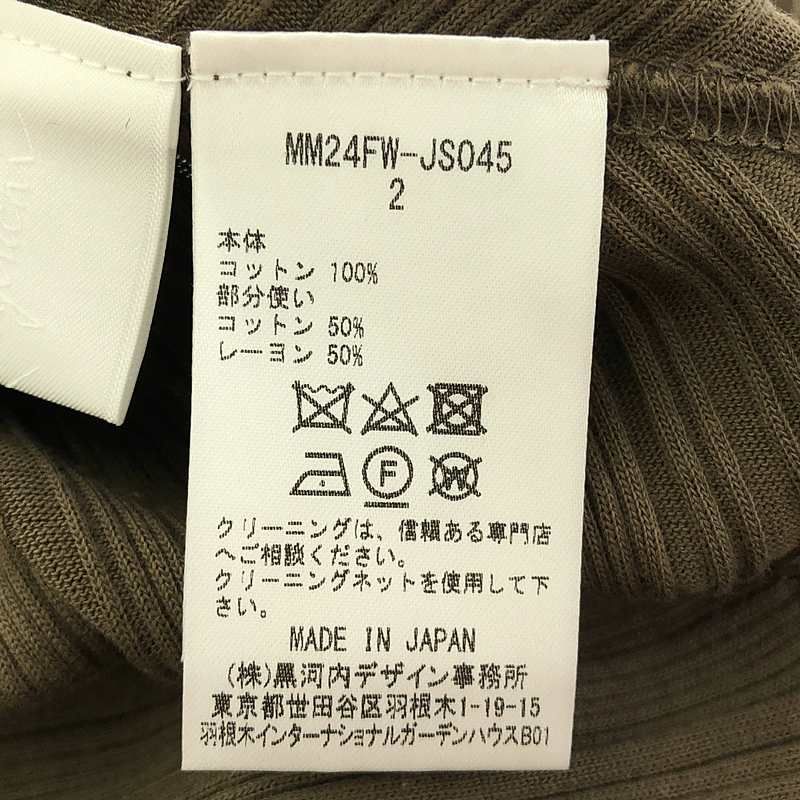 MM24FW-JS045
2
本体
コットン 100%
部分使い
コットン 50%
レーヨン 50%
F
W
クリーニングは、信頼ある専門店
へご相談ください。
クリーニングネットを使用して下
さい。
MADE IN JAPAN
(株)黒河内デザイン事務所
東京都世田谷区羽根木1-19-15
羽根木インターナショナルガーデンハウスB01